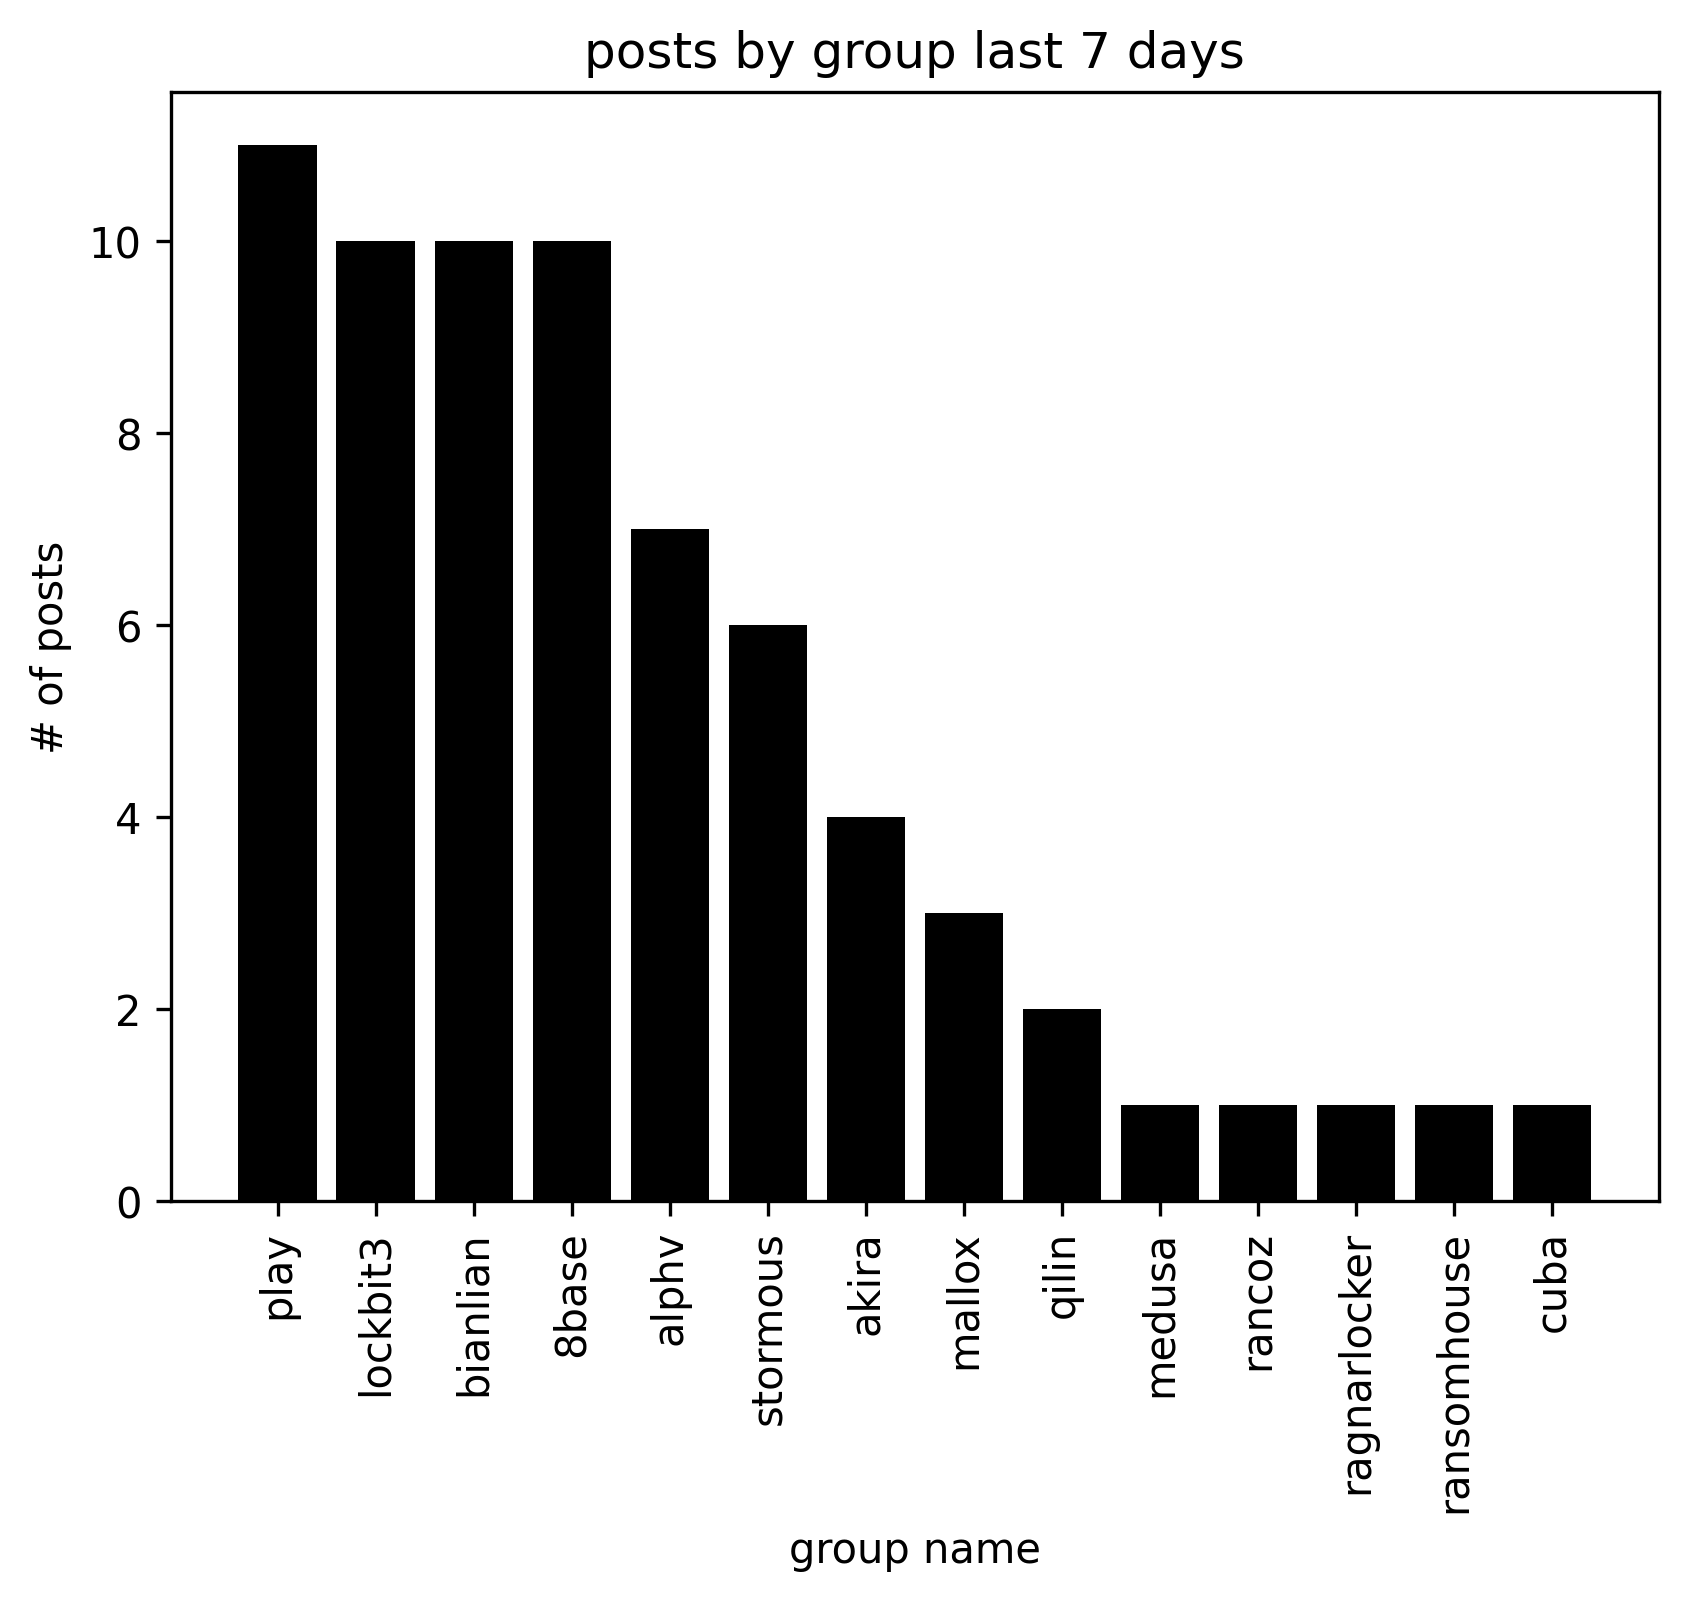 posts by group last 7 days
# of posts
10
8
6
4
2
0
play
lockbit3
bianlian
8base
alphv
stormous
akira
mallox
qilin
medusa
rancoz
ragnarlocker
ransomhouse
cuba
group name